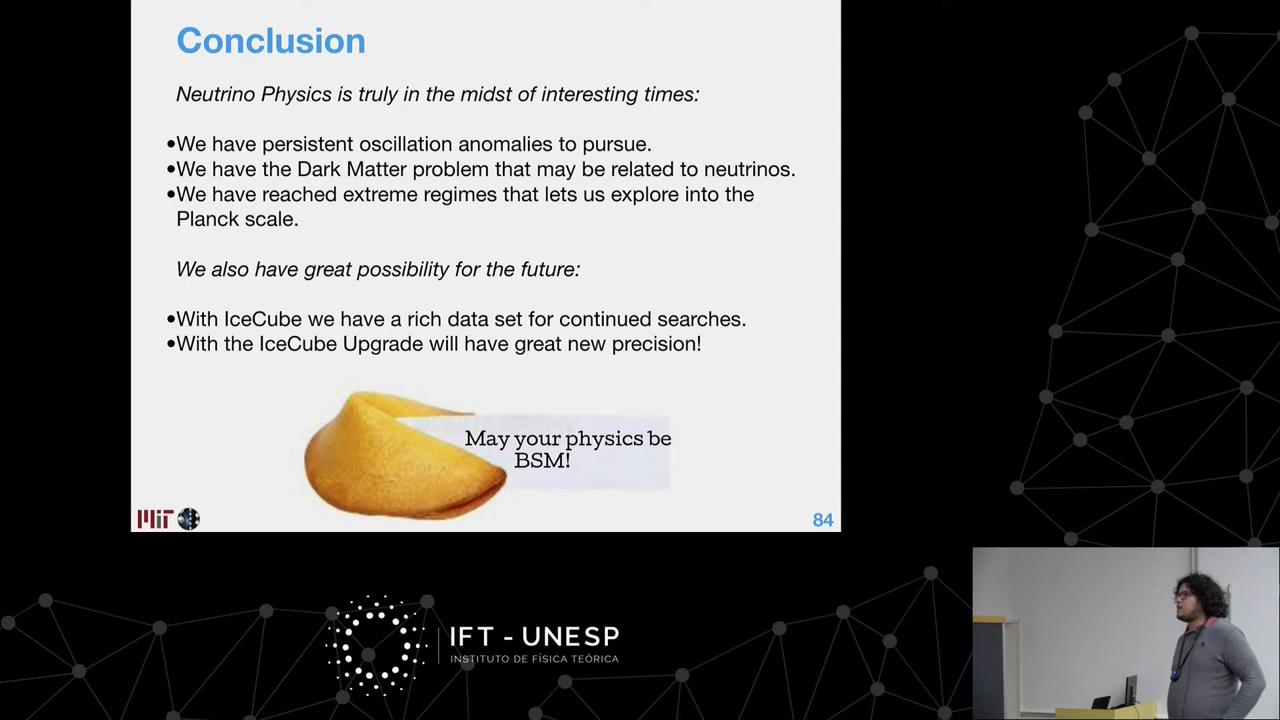 Conclusion
Neutrino Physics is truly in the midst of interesting times:
•We have persistent oscillation anomalies to pursue.
•We have the Dark Matter problem that may be related to neutrinos.
•We have reached extreme regimes that lets us explore into the
Planck scale.
We also have great possibility for the future:
•With IceCube we have a rich data set for continued searches.
•With the IceCube Upgrade will have great new precision!
May your physics be
BSM!
MIT
84
IFT - UNESP
INSTITUTO DE FÍSICA TEÓRICA